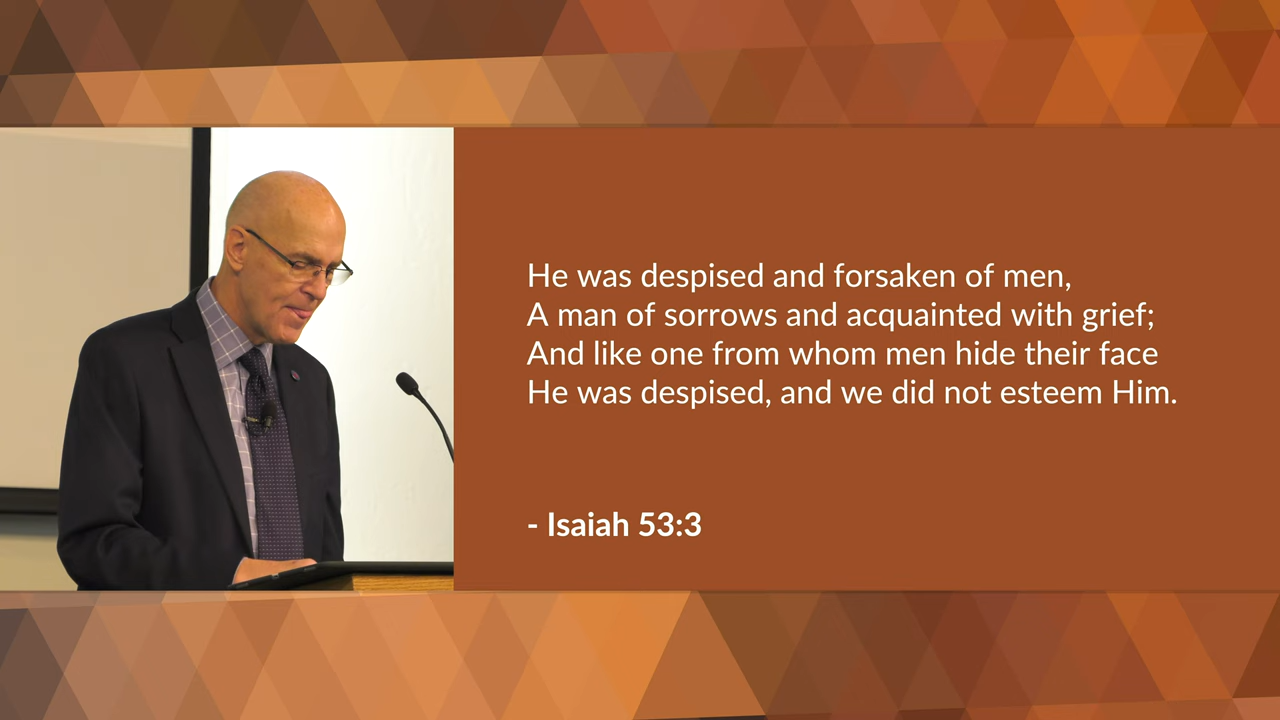 He was despised and forsaken of men,
A man of sorrows and acquainted with grief;
And like one from whom men hide their face
He was despised, and we did not esteem Him.
- Isaiah 53:3